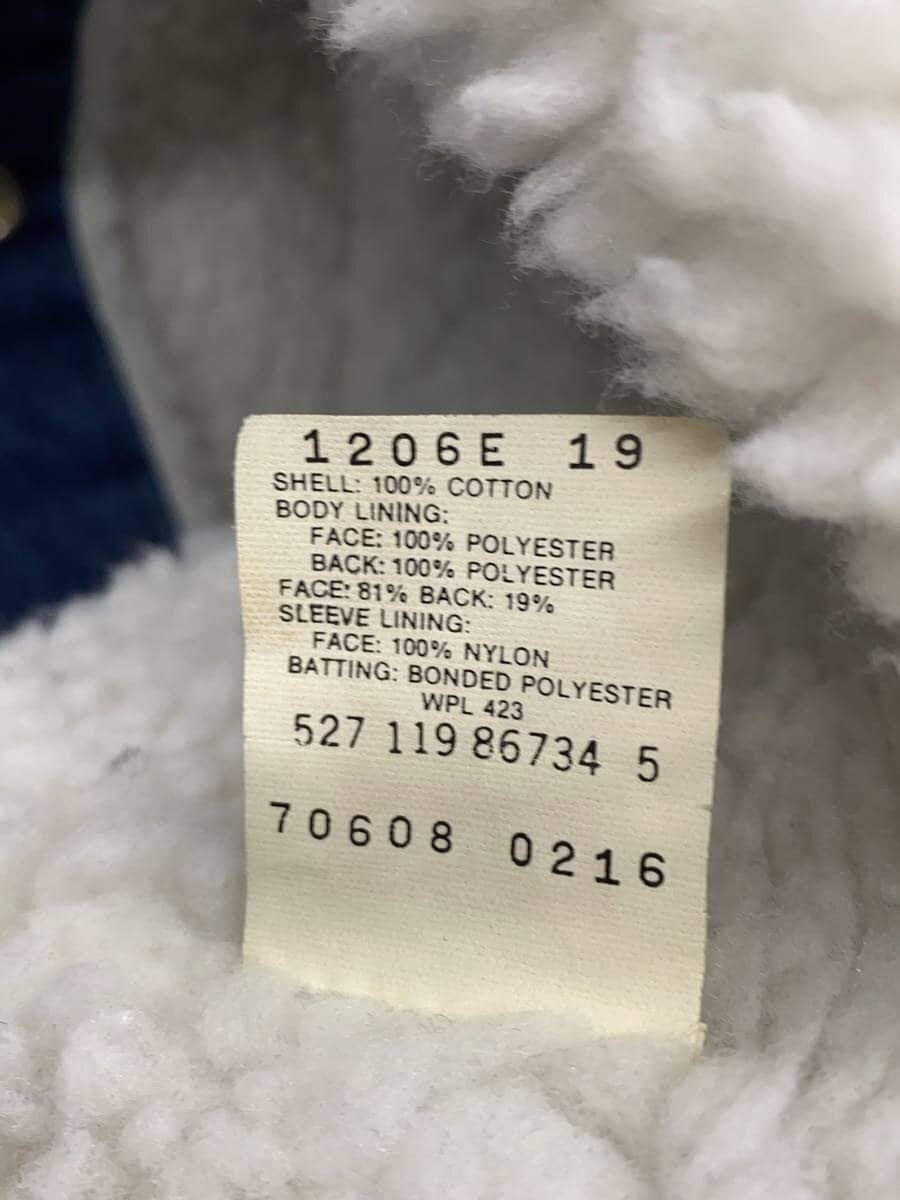 1206E 19
SHELL: 100% COTTON
BODY LINING:
FACE: 100% POLYESTER
BACK: 100% POLYESTER
FACE: 81% BACK: 19%
SLEEVE LINING:
FACE: 100% NYLON
BATTING: BONDED POLYESTER
WPL 423
527 119 86734 5
70608 0216